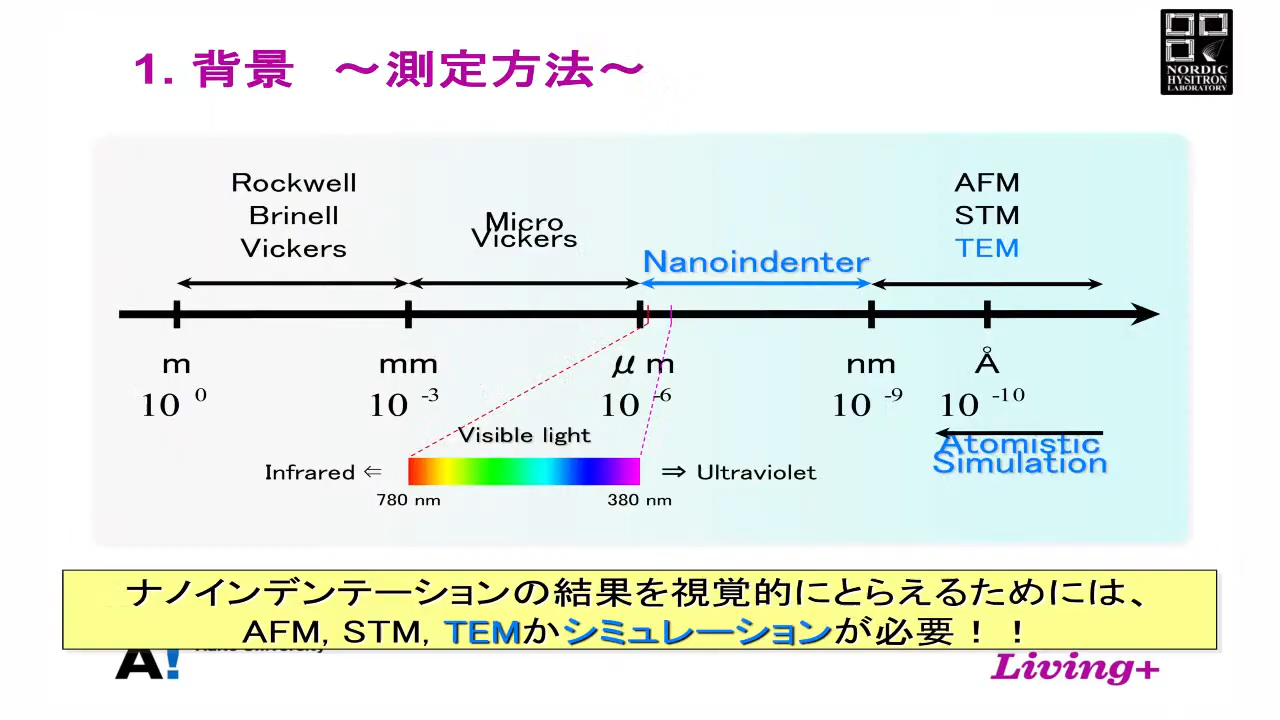 1. 背景　～測定方法～
NORDIC
HYSITRON
LABORATORY
Rockwell
Brinell
Vickers
Micro
Vickers
Nanoindenter
AFM
STM
TEM
m
mm
μ m
nm
Å
10 0
10 -3
10 -6
10 -9
10 -10
Visible light
Atomistic
Simulation
Infrared ⇐
⇒ Ultraviolet
780 nm
380 nm
ナノインデンテーションの結果を視覚的にとらえるためには、
AFM, STM, TEMかシミュレーションが必要！！
A!
Living+